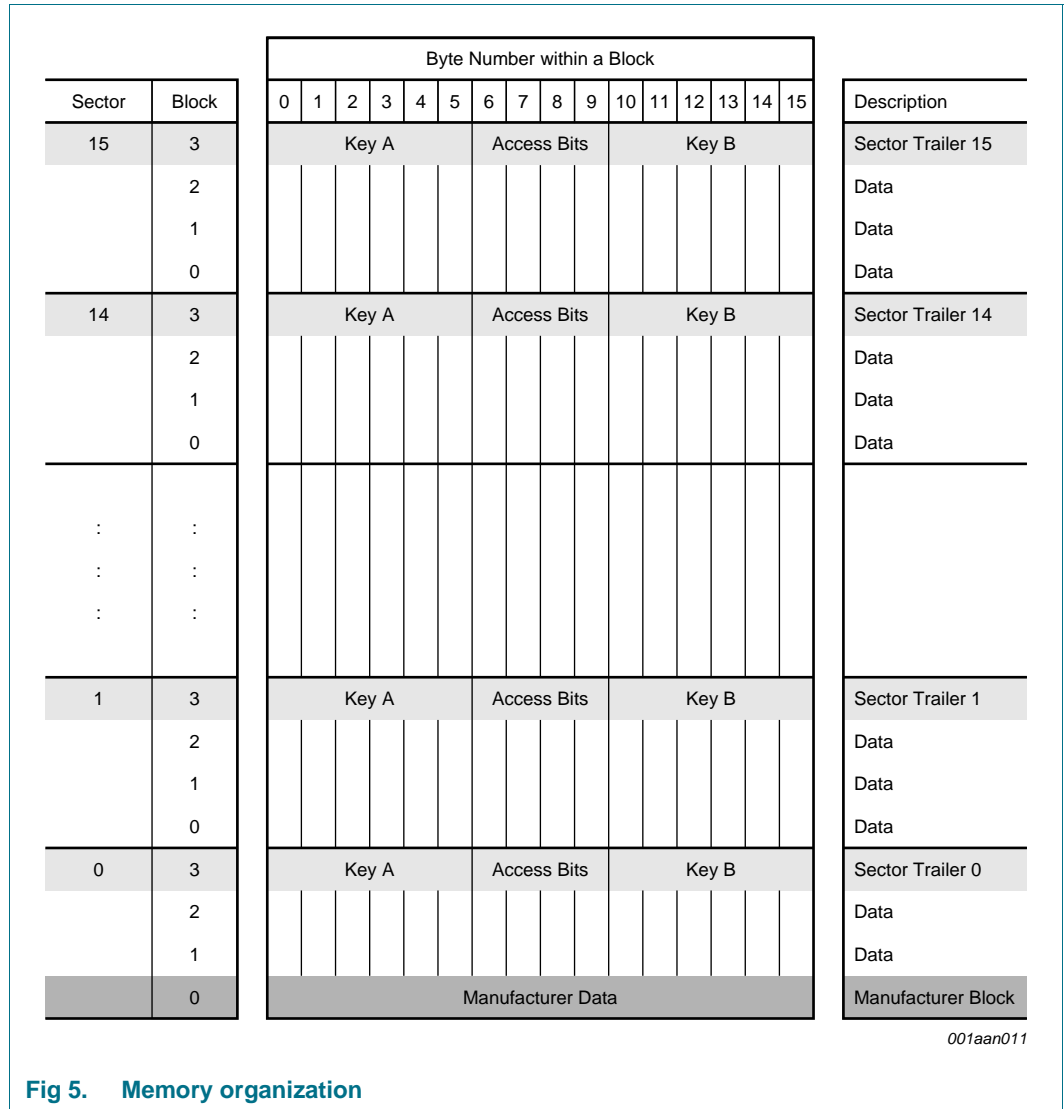 Byte Number within a Block
Sector Block 0 1 2 3 4 5 6 7 8 9 10 11 12 13 14 15 Description
15 3 Key A Access Bits Key B Sector Trailer 15
2 Data
1 Data
0 Data
14 3 Key A Access Bits Key B Sector Trailer 14
2 Data
1 Data
0 Data
: :
: :
: :
1 3 Key A Access Bits Key B Sector Trailer 1
2 Data
1 Data
0 Data
0 3 Key A Access Bits Key B Sector Trailer 0
2 Data
1 Data
0 Manufacturer Data Manufacturer Block
001aan011
Fig 5. Memory organization